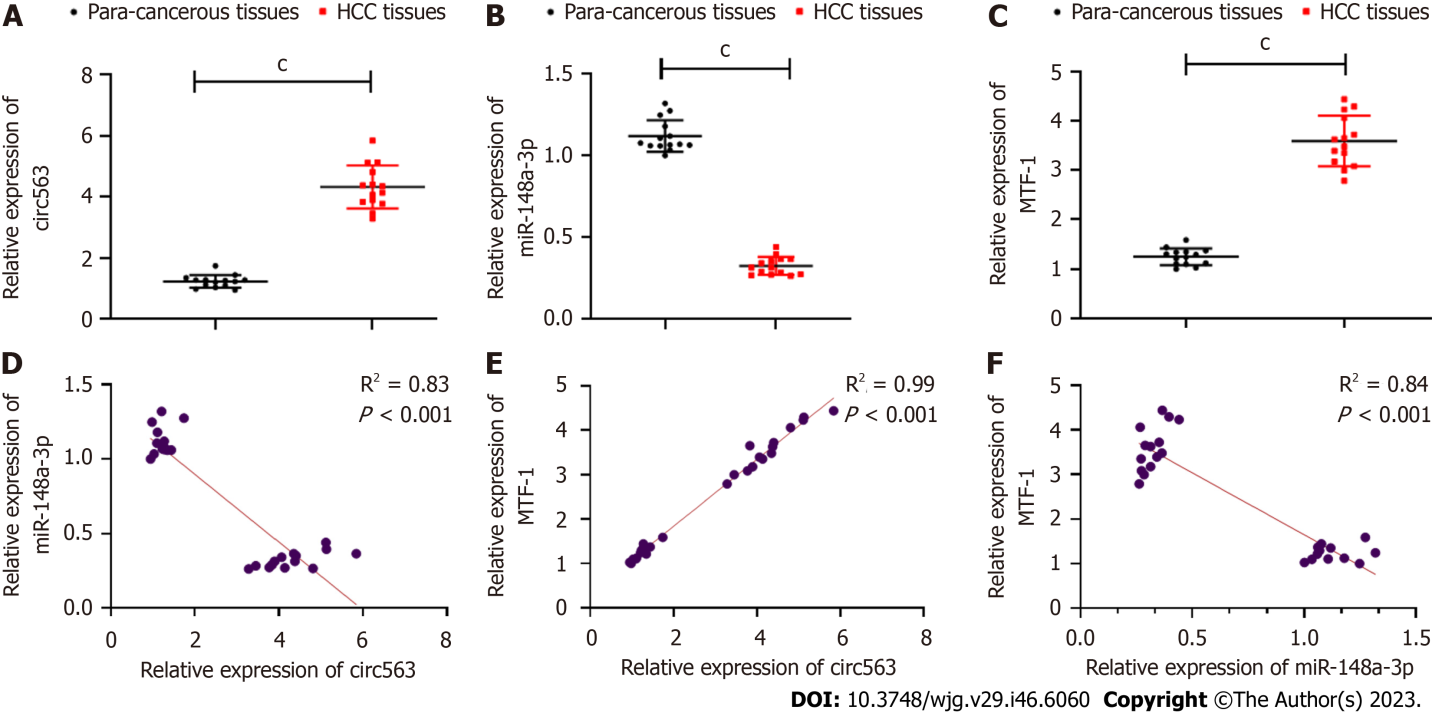 A
Para-cancerous tissues HCC tissues
Relative expression of
circ563
8
6
4
2
0
c
B
Para-cancerous tissues HCC tissues
Relative expression of
miR-148a-3p
1.5
1.0
0.5
0.0
c
C
Para-cancerous tissues HCC tissues
Relative expression of
MTF-1
5
4
3
2
1
0
c
D
Relative expression of
miR-148a-3p
1.5
1.0
0.5
0.0
R² = 0.83
P < 0.001
0 2 4 6 8
Relative expression of circ563
E
Relative expression of
MTF-1
5
4
3
2
1
0
R² = 0.99
P < 0.001
0 2 4 6 8
Relative expression of circ563
F
Relative expression of
MTF-1
5
4
3
2
1
0
R² = 0.84
P < 0.001
0.0 0.5 1.0 1.5
Relative expression of miR-148a-3p
DOI: 10.3748/wjg.v29.i46.6060 Copyright ©The Author(s) 2023.